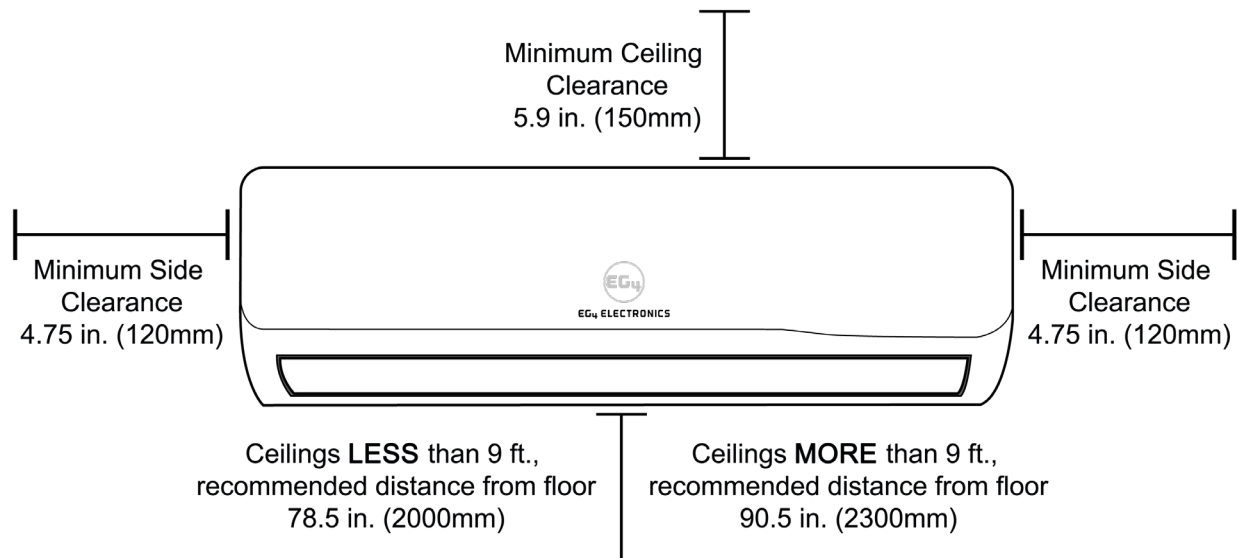 Minimum Ceiling
Clearance
5.9 in. (150mm)
Minimum Side
Clearance
4.75 in. (120mm)
EG4
EG4 ELECTRONICS
Minimum Side
Clearance
4.75 in. (120mm)
Ceilings LESS than 9 ft.,
recommended distance from floor
78.5 in. (2000mm)
Ceilings MORE than 9 ft.,
recommended distance from floor
90.5 in. (2300mm)